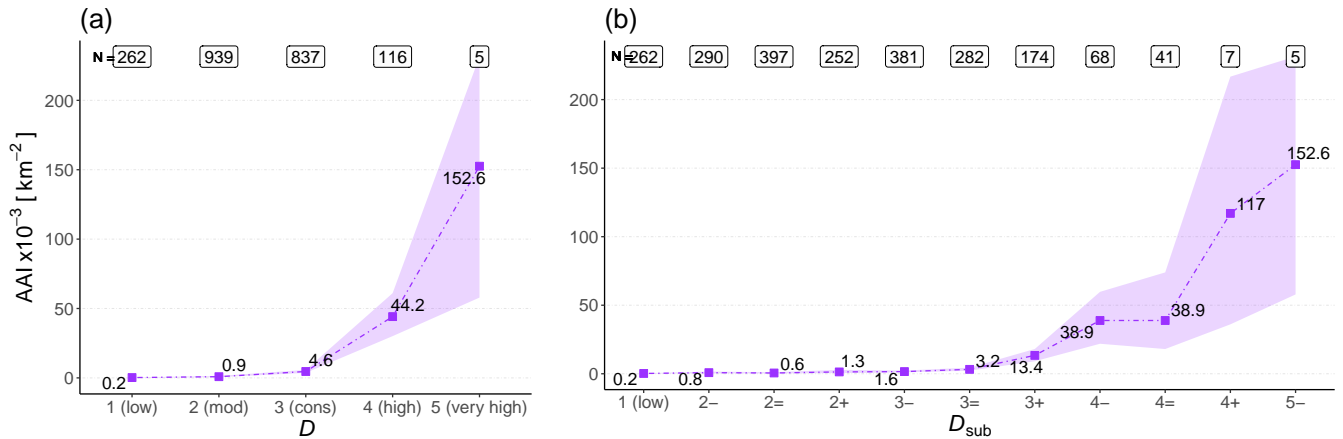 (a)
N = 262 939 837 116 5
AAI x10⁻³ [ km⁻² ]
200
150
100
50
0
0.2 0.9 4.6 44.2 152.6
1 (low) 2 (mod) 3 (cons) 4 (high) 5 (very high)
D
(b)
N = 262 290 397 252 381 282 174 68 41 7 5
200
150
100
50
0
0.2 0.8 0.6 1.3 1.6 3.2 13.4 38.9 38.9 117 152.6
1 (low) 2− 2= 2+ 3− 3= 3+ 4− 4= 4+ 5−
D_sub